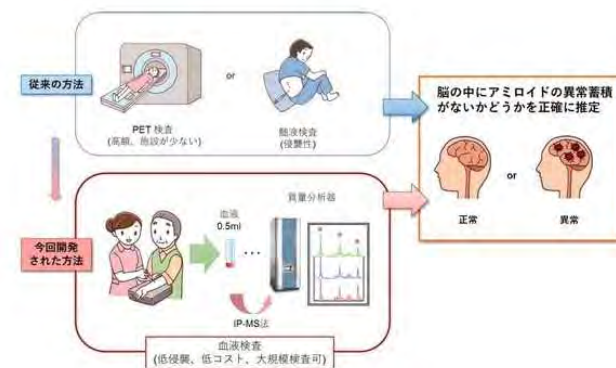 従来の方法
or
PET 検査
(高額、施設が少ない)
髄液検査
(侵襲性)
今回開発
された方法
血液
0.5ml
…
質量分析器
IP-MS法
血液検査
(低侵襲、低コスト、大規模検査可)
脳の中にアミロイドの異常蓄積
がないかどうかを正確に推定
or
正常
異常